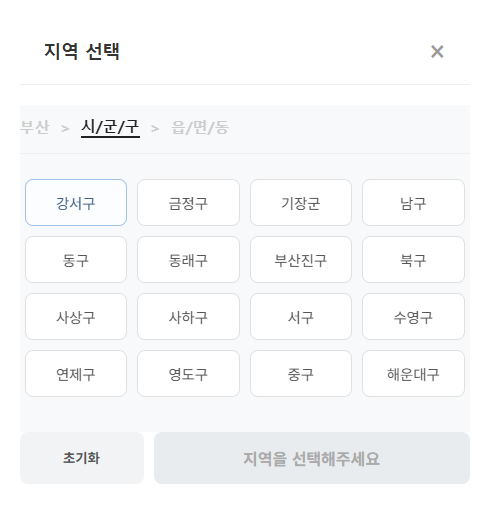 지역 선택 ×
부산 > 시/군/구 > 읍/면/동
강서구 금정구 기장군 남구
동구 동래구 부산진구 북구
사상구 사하구 서구 수영구
연제구 영도구 중구 해운대구
초기화 지역을 선택해주세요